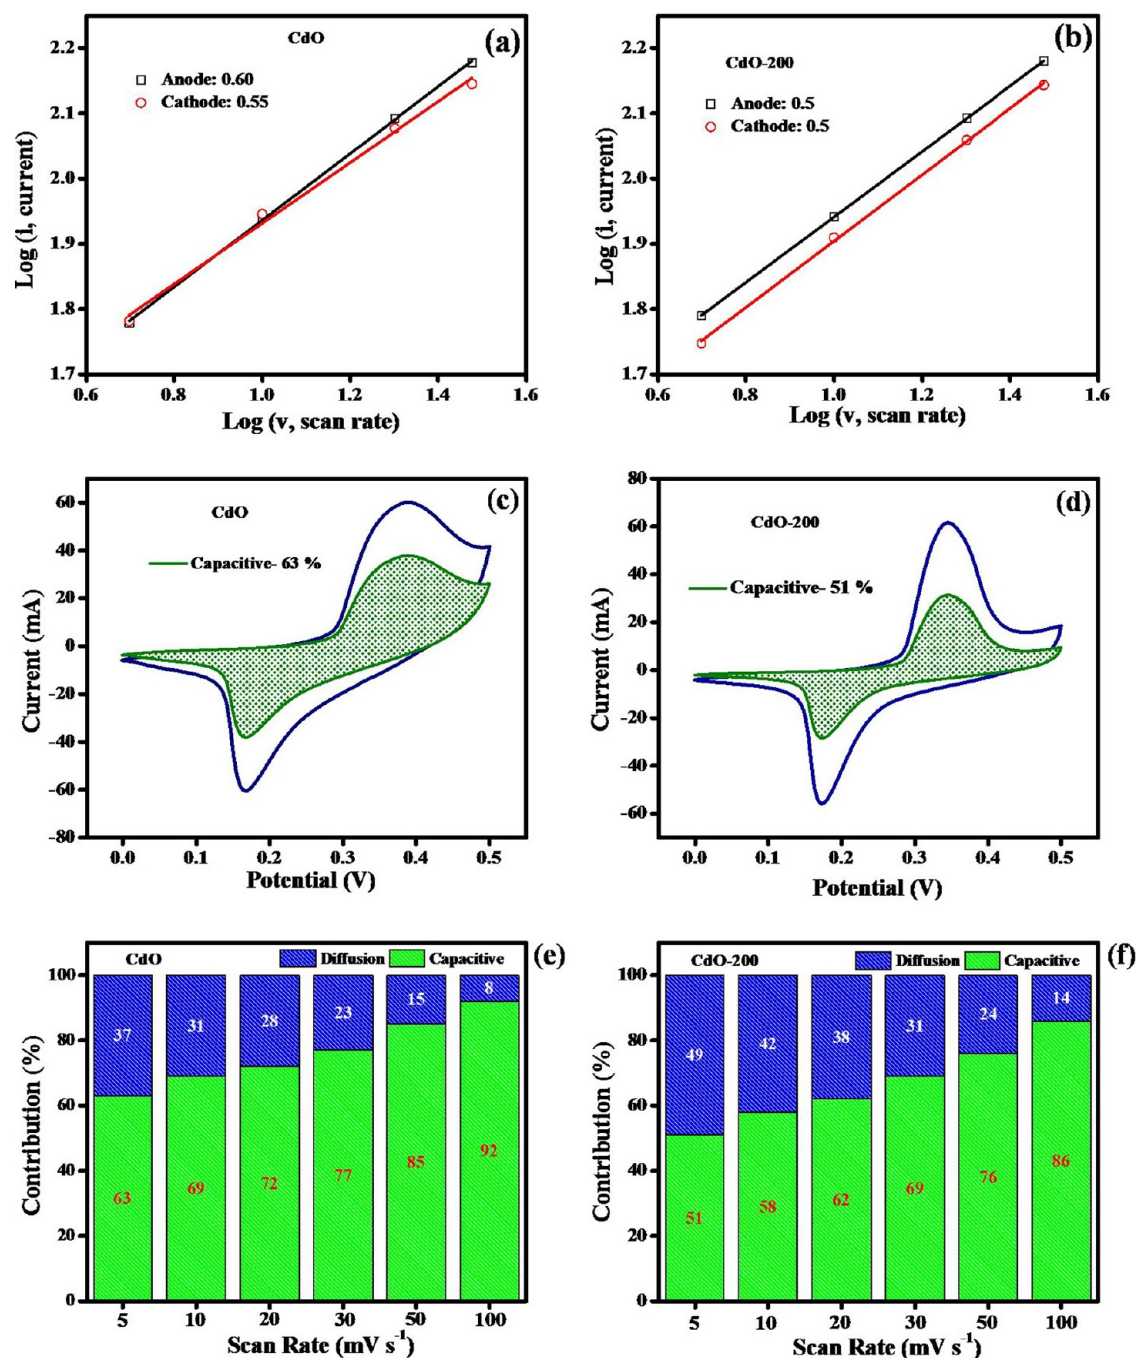 CdO
(a)
Anode: 0.60
Cathode: 0.55
Log (i, current)
2.2
2.1
2.0
1.9
1.8
1.7
0.6 0.8 1.0 1.2 1.4 1.6
Log (v, scan rate)
(b)
CdO-200
Anode: 0.5
Cathode: 0.5
Log (i, current)
2.2
2.1
2.0
1.9
1.8
1.7
0.6 0.8 1.0 1.2 1.4 1.6
Log (v, scan rate)
(c)
CdO
Capacitive- 63 %
Current (mA)
60
40
20
0
-20
-40
-60
-80
0.0 0.1 0.2 0.3 0.4 0.5
Potential (V)
(d)
CdO-200
Capacitive- 51 %
Current (mA)
80
60
40
20
0
-20
-40
-60
0.0 0.1 0.2 0.3 0.4 0.5
Potential (V)
CdO Diffusion Capacitive
(e)
Contribution (%)
100
80
60
40
20
0
37 31 28 23 15 8
63 69 72 77 85 92
5 10 20 30 50 100
Scan Rate (mV s⁻¹)
CdO-200 Diffusion Capacitive
(f)
Contribution (%)
100
80
60
40
20
0
49 42 38 31 24 14
51 58 62 69 76 86
5 10 20 30 50 100
Scan Rate (mV s⁻¹)